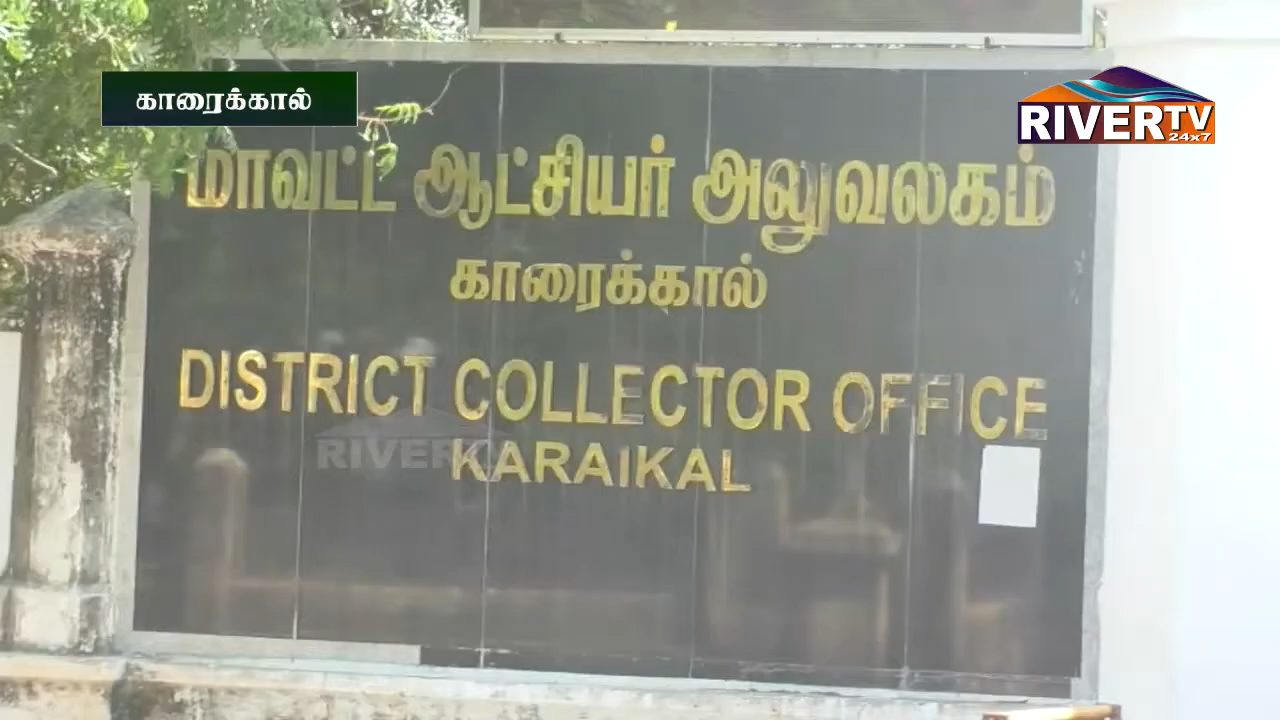 காரைக்கால்
RIVERTV
24x7
மாவட்ட ஆட்சியர் அலுவலகம்
காரைக்கால்
DISTRICT COLLECTOR OFFICE
RIVERTV
KARAIKAL